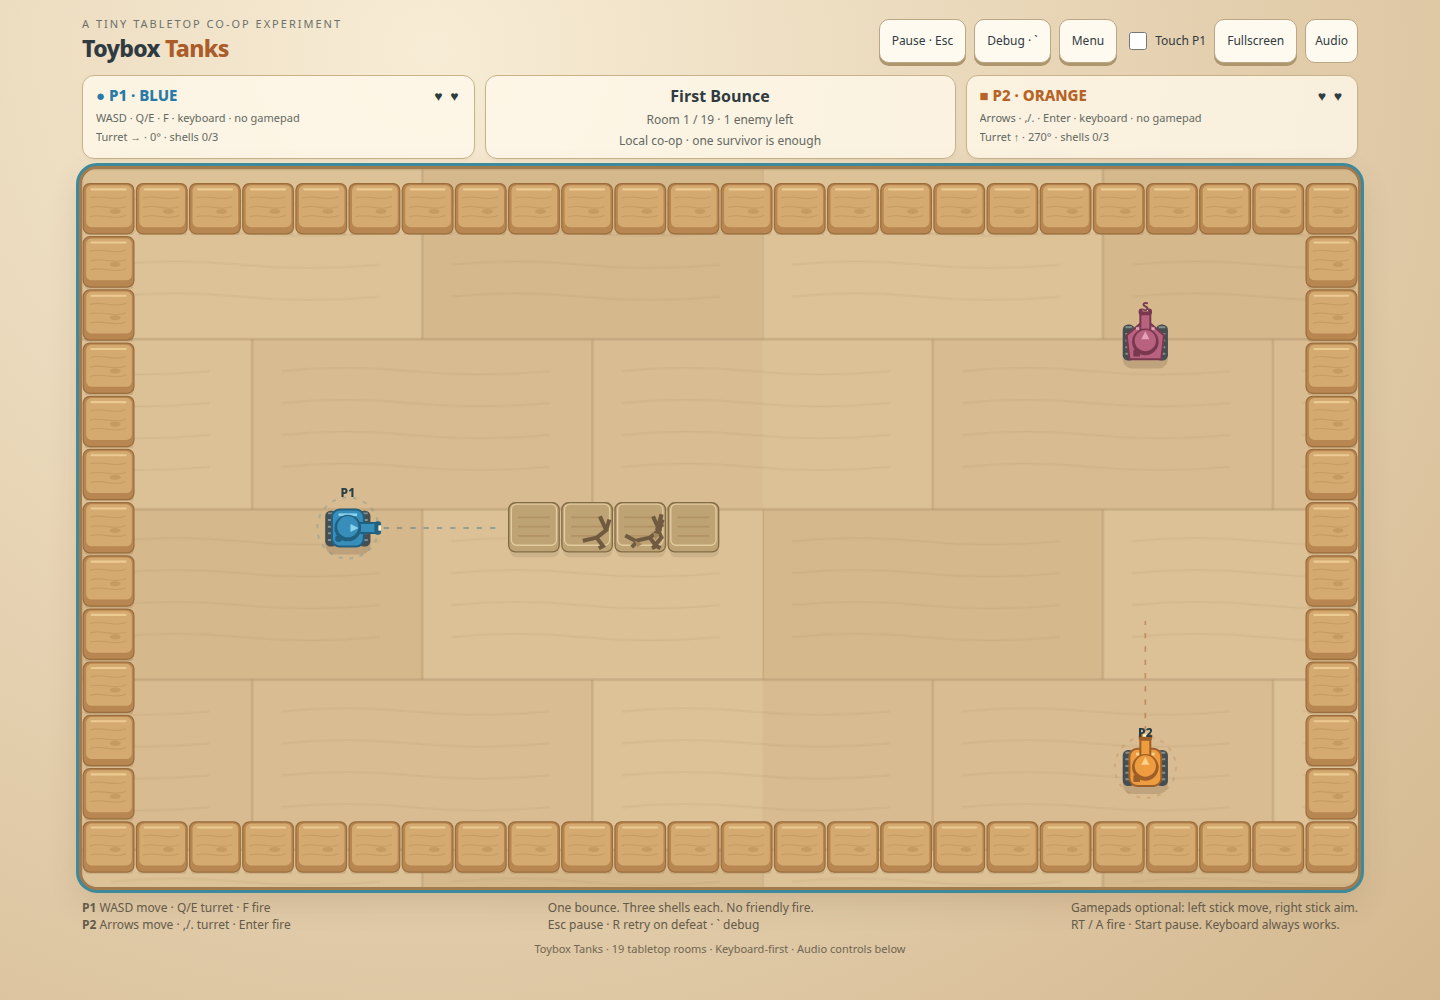 A TINY TABLETOP CO-OP EXPERIMENT
Toybox Tanks
Pause · Esc
Debug · `
Menu
Touch P1
Fullscreen
Audio
● P1 · BLUE
♥ ♥
WASD · Q/E · F · keyboard · no gamepad
Turret → · 0° · shells 0/3
First Bounce
Room 1 / 19 · 1 enemy left
Local co-op · one survivor is enough
■ P2 · ORANGE
♥ ♥
Arrows · ,/. · Enter · keyboard · no gamepad
Turret ↑ · 270° · shells 0/3
S
P1
P2
P1 WASD move · Q/E turret · F fire
P2 Arrows move · ,/. turret · Enter fire
One bounce. Three shells each. No friendly fire.
Esc pause · R retry on defeat · ` debug
Gamepads optional: left stick move, right stick aim.
RT / A fire · Start pause. Keyboard always works.
Toybox Tanks · 19 tabletop rooms · Keyboard-first · Audio controls below